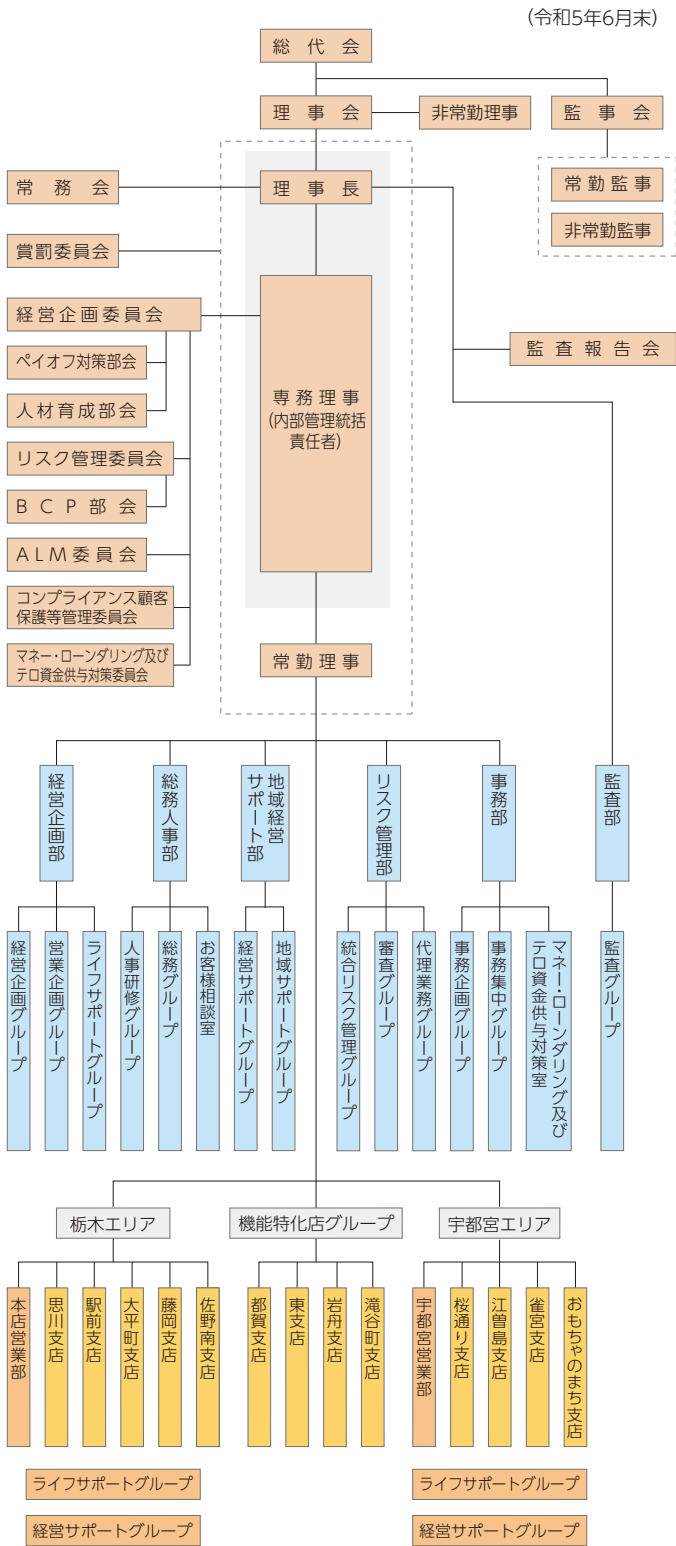 (令和5年6月末)
総代会
理事会
非常勤理事
監事会
常勤監事
非常勤監事
常務会
理事長
賞罰委員会
経営企画委員会
ペイオフ対策部会
人材育成部会
リスク管理委員会
BCP部会
ALM委員会
コンプライアンス顧客
保護等管理委員会
マネー・ローンダリング及び
テロ資金供与対策委員会
専務理事
(内部管理統括
責任者)
監査報告会
常勤理事
経営企画部
総務人事部
地域経営
サポート部
リスク管理部
事務部
監査部
経営企画グループ
営業企画グループ
ライフサポートグループ
人事研修グループ
総務グループ
お客様相談室
経営サポートグループ
地域サポートグループ
統合リスク管理グループ
審査グループ
代理業務グループ
事務企画グループ
事務集中グループ
マネー・ローンダリング及び
テロ資金供与対策室
監査グループ
栃木エリア
機能特化店グループ
宇都宮エリア
本店営業部
思川支店
駅前支店
大平町支店
藤岡支店
佐野南支店
都賀支店
東支店
岩舟支店
滝谷町支店
宇都宮営業部
桜通り支店
江曽島支店
雀宮支店
おもちゃのまち支店
ライフサポートグループ
経営サポートグループ
ライフサポートグループ
経営サポートグループ